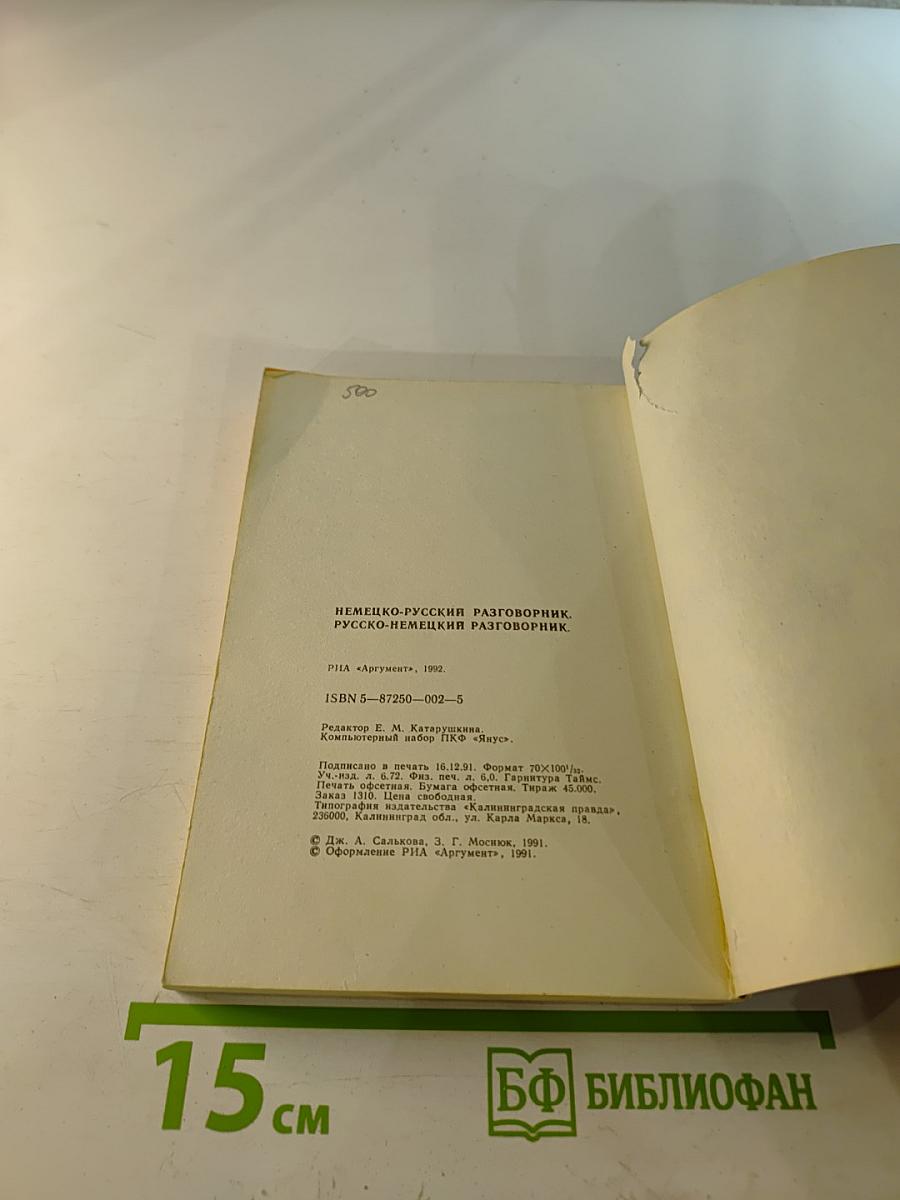 500
НЕМЕЦКО-РУССКИЙ РАЗГОВОРНИК.
РУССКО-НЕМЕЦКИЙ РАЗГОВОРНИК.
РИА «Аргумент», 1992.
ISBN 5—87250—002—5
Редактор Е. М. Катарушкина.
Компьютерный набор ПКФ «Янус».
Подписано в печать 16.12.91. Формат 70×100¹/₃₂.
Уч.-изд. л. 6.72. Физ. печ. л. 6,0. Гарнитура Таймс.
Печать офсетная. Бумага офсетная. Тираж 45.000.
Заказ 1310. Цена свободная.
Типография издательства «Калининградская правда»,
236000, Калининград обл., ул. Карла Маркса, 18.
© Дж. А. Салькова, З. Г. Мосиюк, 1991.
© Оформление РИА «Аргумент», 1991.
15 см
БФ БИБЛИОФАН